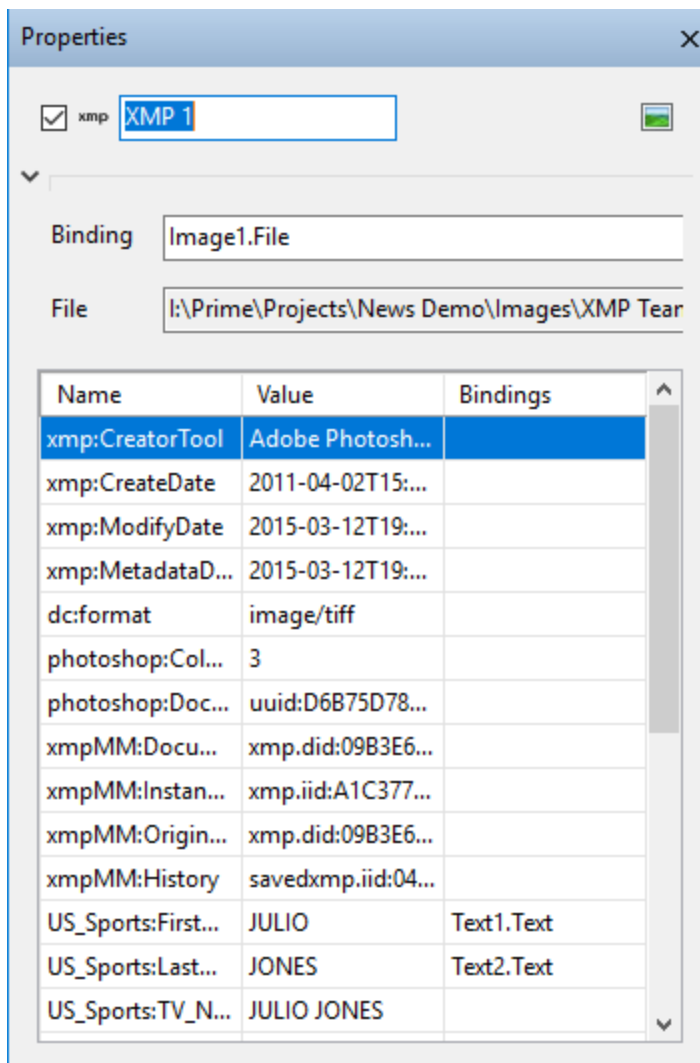 Properties
xmp XMP 1
Binding Image1.File
File I:\Prime\Projects\News Demo\Images\XMP Tear
Name Value Bindings
xmp:CreatorTool Adobe Photosh...
xmp:CreateDate 2011-04-02T15:...
xmp:ModifyDate 2015-03-12T19:...
xmp:MetadataD... 2015-03-12T19:...
dc:format image/tiff
photoshop:Col... 3
photoshop:Doc... uuid:D6B75D78...
xmpMM:Docu... xmp.did:09B3E6...
xmpMM:Instan... xmp.iid:A1C377...
xmpMM:Origin... xmp.did:09B3E6...
xmpMM:History savedxmp.iid:04...
US_Sports:First... JULIO Text1.Text
US_Sports:Last... JONES Text2.Text
US_Sports:TV_N... JULIO JONES